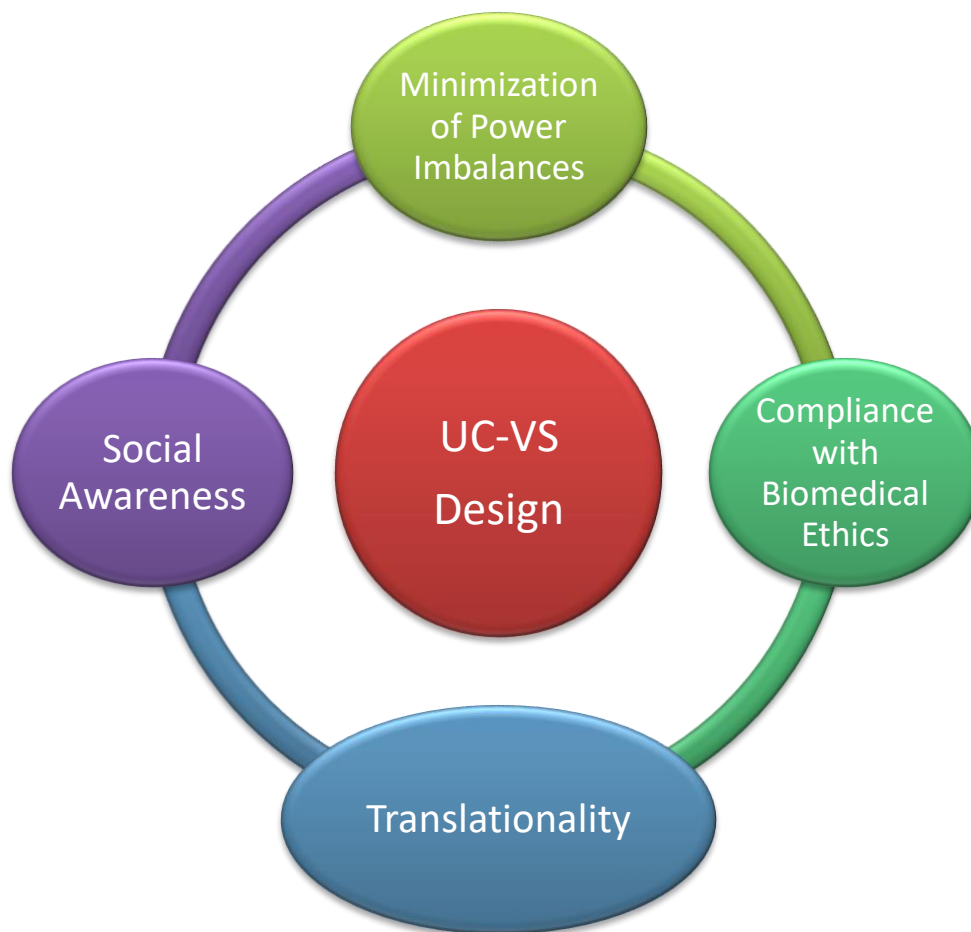 Minimization
of Power
Imbalances
Social
Awareness
UC-VS
Design
Compliance
with
Biomedical
Ethics
Translationality